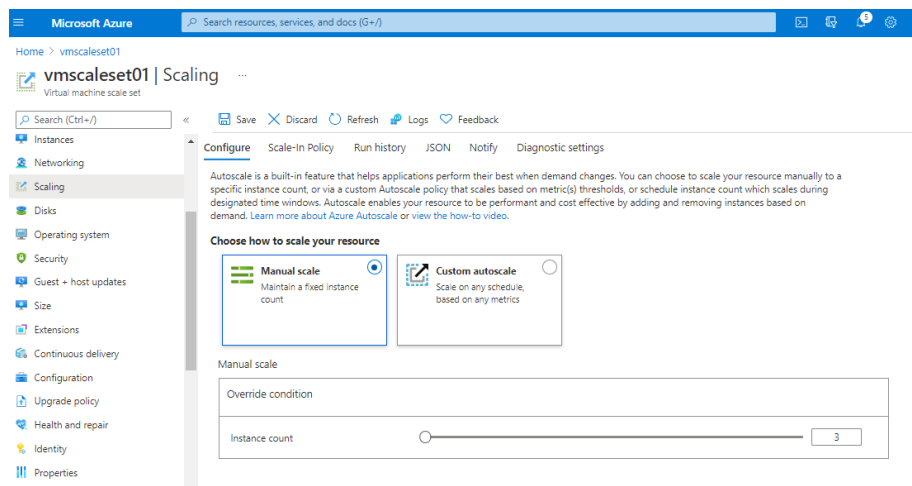 Microsoft Azure
Search resources, services, and docs (G+/)
5
Home > vmscaleset01
vmscaleset01 | Scaling ...
Virtual machine scale set
Search (Ctrl+/)
«
Save Discard Refresh Logs Feedback
Instances
Networking
Scaling
Disks
Operating system
Security
Guest + host updates
Size
Extensions
Continuous delivery
Configuration
Upgrade policy
Health and repair
Identity
Properties
Configure Scale-In Policy Run history JSON Notify Diagnostic settings
Autoscale is a built-in feature that helps applications perform their best when demand changes. You can choose to scale your resource manually to a
specific instance count, or via a custom Autoscale policy that scales based on metric(s) thresholds, or schedule instance count which scales during
designated time windows. Autoscale enables your resource to be performant and cost effective by adding and removing instances based on
demand. Learn more about Azure Autoscale or view the how-to video.
Choose how to scale your resource
Manual scale
Maintain a fixed instance
count
Custom autoscale
Scale on any schedule,
based on any metrics
Manual scale
Override condition
Instance count 3